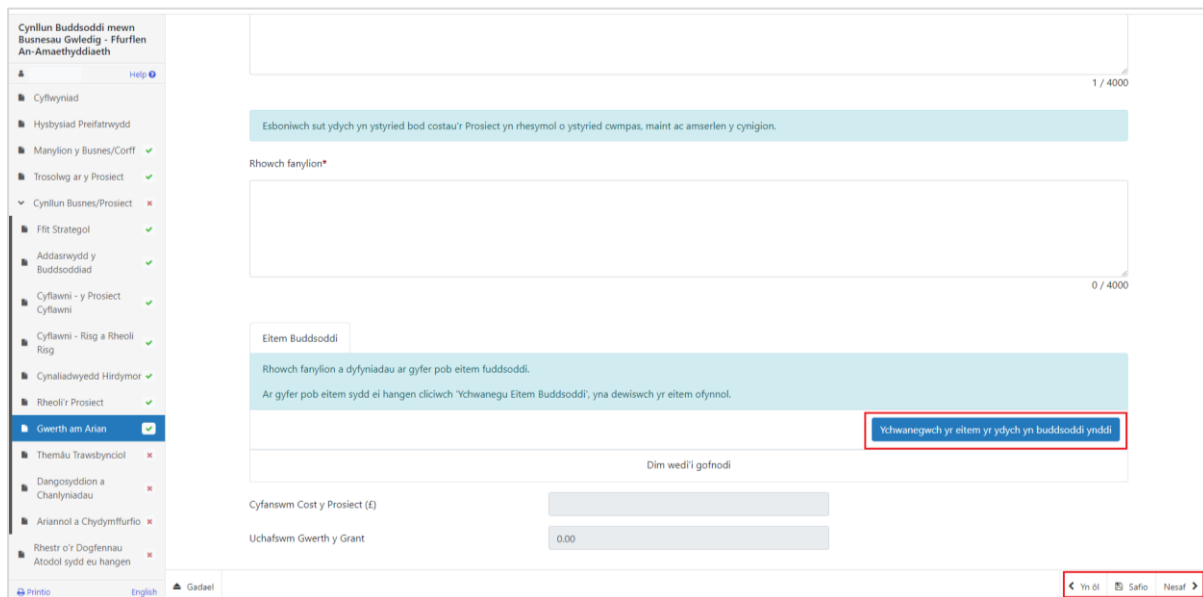 Cynllun Buddsoddi mewn
Busnesau Gwledig - Ffurflen
An-Amaethyddiaeth
Help
Cyflwyniad
Hysbysiad Preifatrwydd
Manylion y Busnes/Corff
Trosolwg ar y Prosiect
Cynllun Busnes/Prosiect
Ffit Strategol
Addasrwydd y
Buddsoddiad
Cyflawni - y Prosiect
Cyflawni
Cyflawni - Risg a Rheoli
Risg
Cynaliadwyedd Hirdymor
Rheoli'r Prosiect
Gwerth am Arian
Themâu Trawsbynciol
Dangosyddion a
Chanlyniadau
Ariannol a Chydymffurfio
Rhestr o'r Dogfennau
Atodol sydd eu hangen
Printio
English
1 / 4000
Esboniwch sut ydych yn ystyried bod costau'r Prosiect yn rhesymol o ystyried cwmpas, maint ac amserlen y cynigion.
Rhowch fanylion*
0 / 4000
Eitem Buddsoddi
Rhowch fanylion a dyfyniadau ar gyfer pob eitem fuddsoddi.
Ar gyfer pob eitem sydd ei hangen cliciwch 'Ychwanegu Eitem Buddsoddi', yna dewiswch yr eitem ofynnol.
Ychwanegwch yr eitem yr ydych yn buddsoddi ynddi
Dim wedi'i gofnodi
Cyfanswm Cost y Prosiect (£)
Uchafswm Gwerth y Grant
0.00
Gadael
Yn ôl
Safio
Nesaf